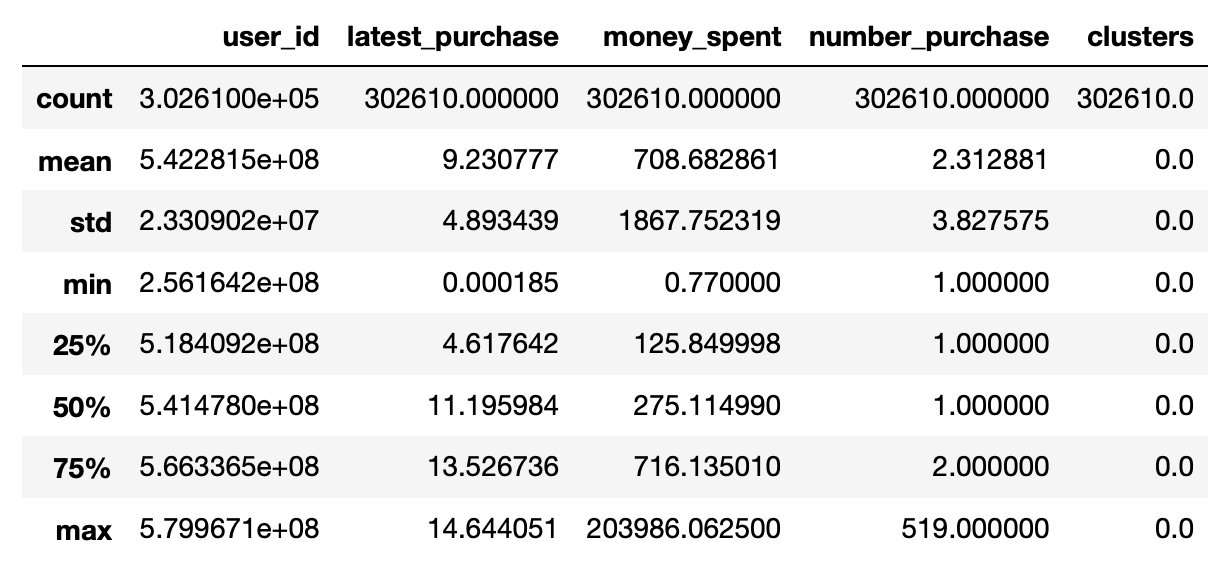 user_id latest_purchase money_spent number_purchase clusters
count 3.026100e+05 302610.000000 302610.000000 302610.000000 302610.0
mean 5.422815e+08 9.230777 708.682861 2.312881 0.0
std 2.330902e+07 4.893439 1867.752319 3.827575 0.0
min 2.561642e+08 0.000185 0.770000 1.000000 0.0
25% 5.184092e+08 4.617642 125.849998 1.000000 0.0
50% 5.414780e+08 11.195984 275.114990 1.000000 0.0
75% 5.663365e+08 13.526736 716.135010 2.000000 0.0
max 5.799671e+08 14.644051 203986.062500 519.000000 0.0